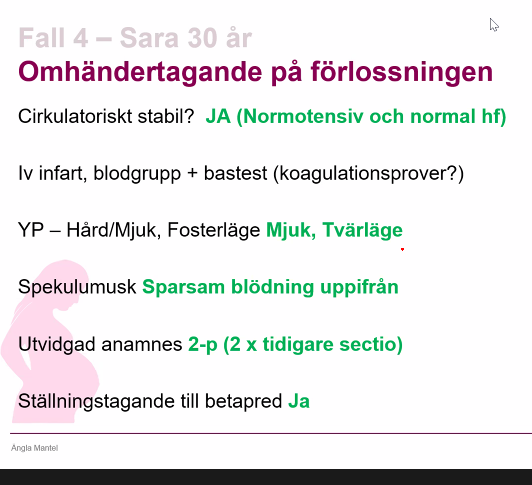 Fall 4 – Sara 30 år
Omhändertagande på förlossningen
Cirkulatoriskt stabil? JA (Normotensiv och normal hf)
Iv infart, blodgrupp + bastest (koagulationsprover?)
YP – Hård/Mjuk, Fosterläge Mjuk, Tvärläge
Spekulumusk Sparsam blödning uppifrån
Utvidgad anamnes 2-p (2 x tidigare sectio)
Ställningstagande till betapred Ja
Ängla Mantel